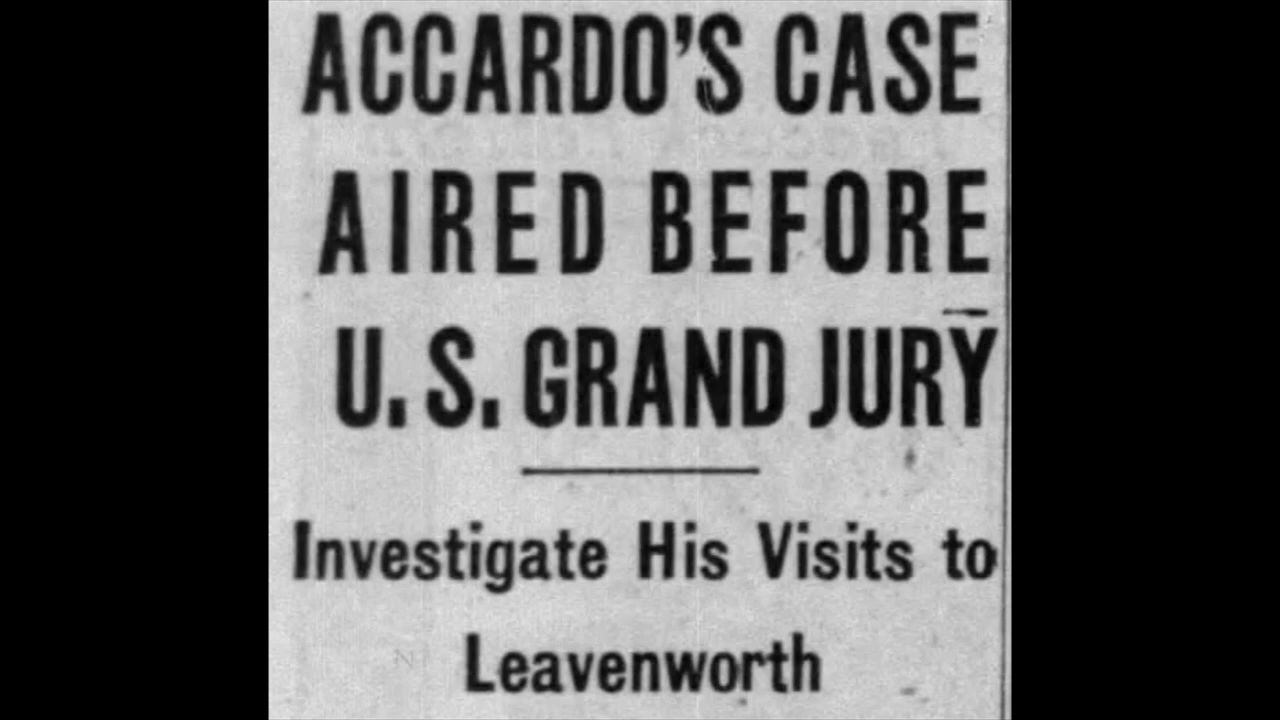 ACCARDO'S CASE
AIRED BEFORE
U. S. GRAND JURY
Investigate His Visits to
Leavenworth